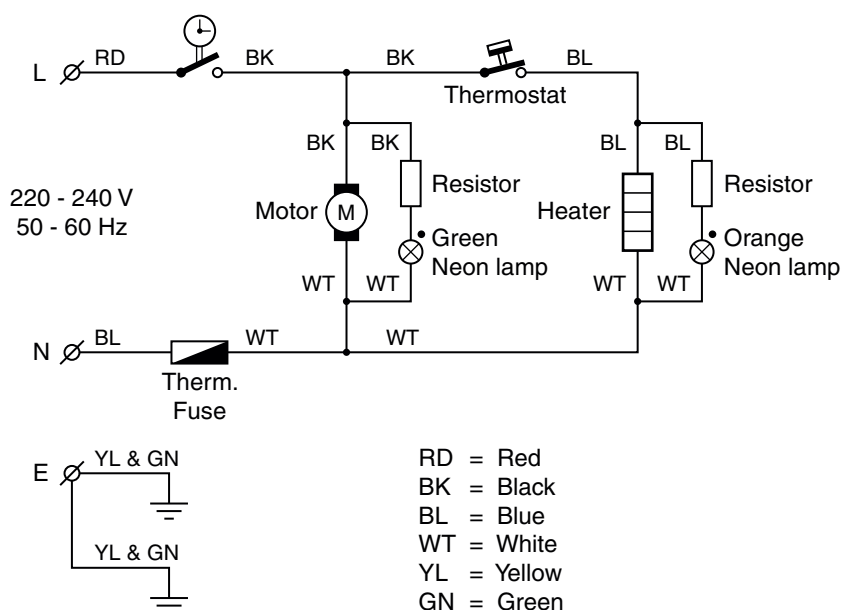 L
RD
BK
BK
BL
Thermostat
BK
BK
BL
BL
220 - 240 V
50 - 60 Hz
Motor
M
Resistor
Heater
Resistor
Green
Neon lamp
Orange
Neon lamp
WT
WT
WT
WT
N
BL
WT
WT
Therm.
Fuse
E
YL & GN
YL & GN
RD = Red
BK = Black
BL = Blue
WT = White
YL = Yellow
GN = Green